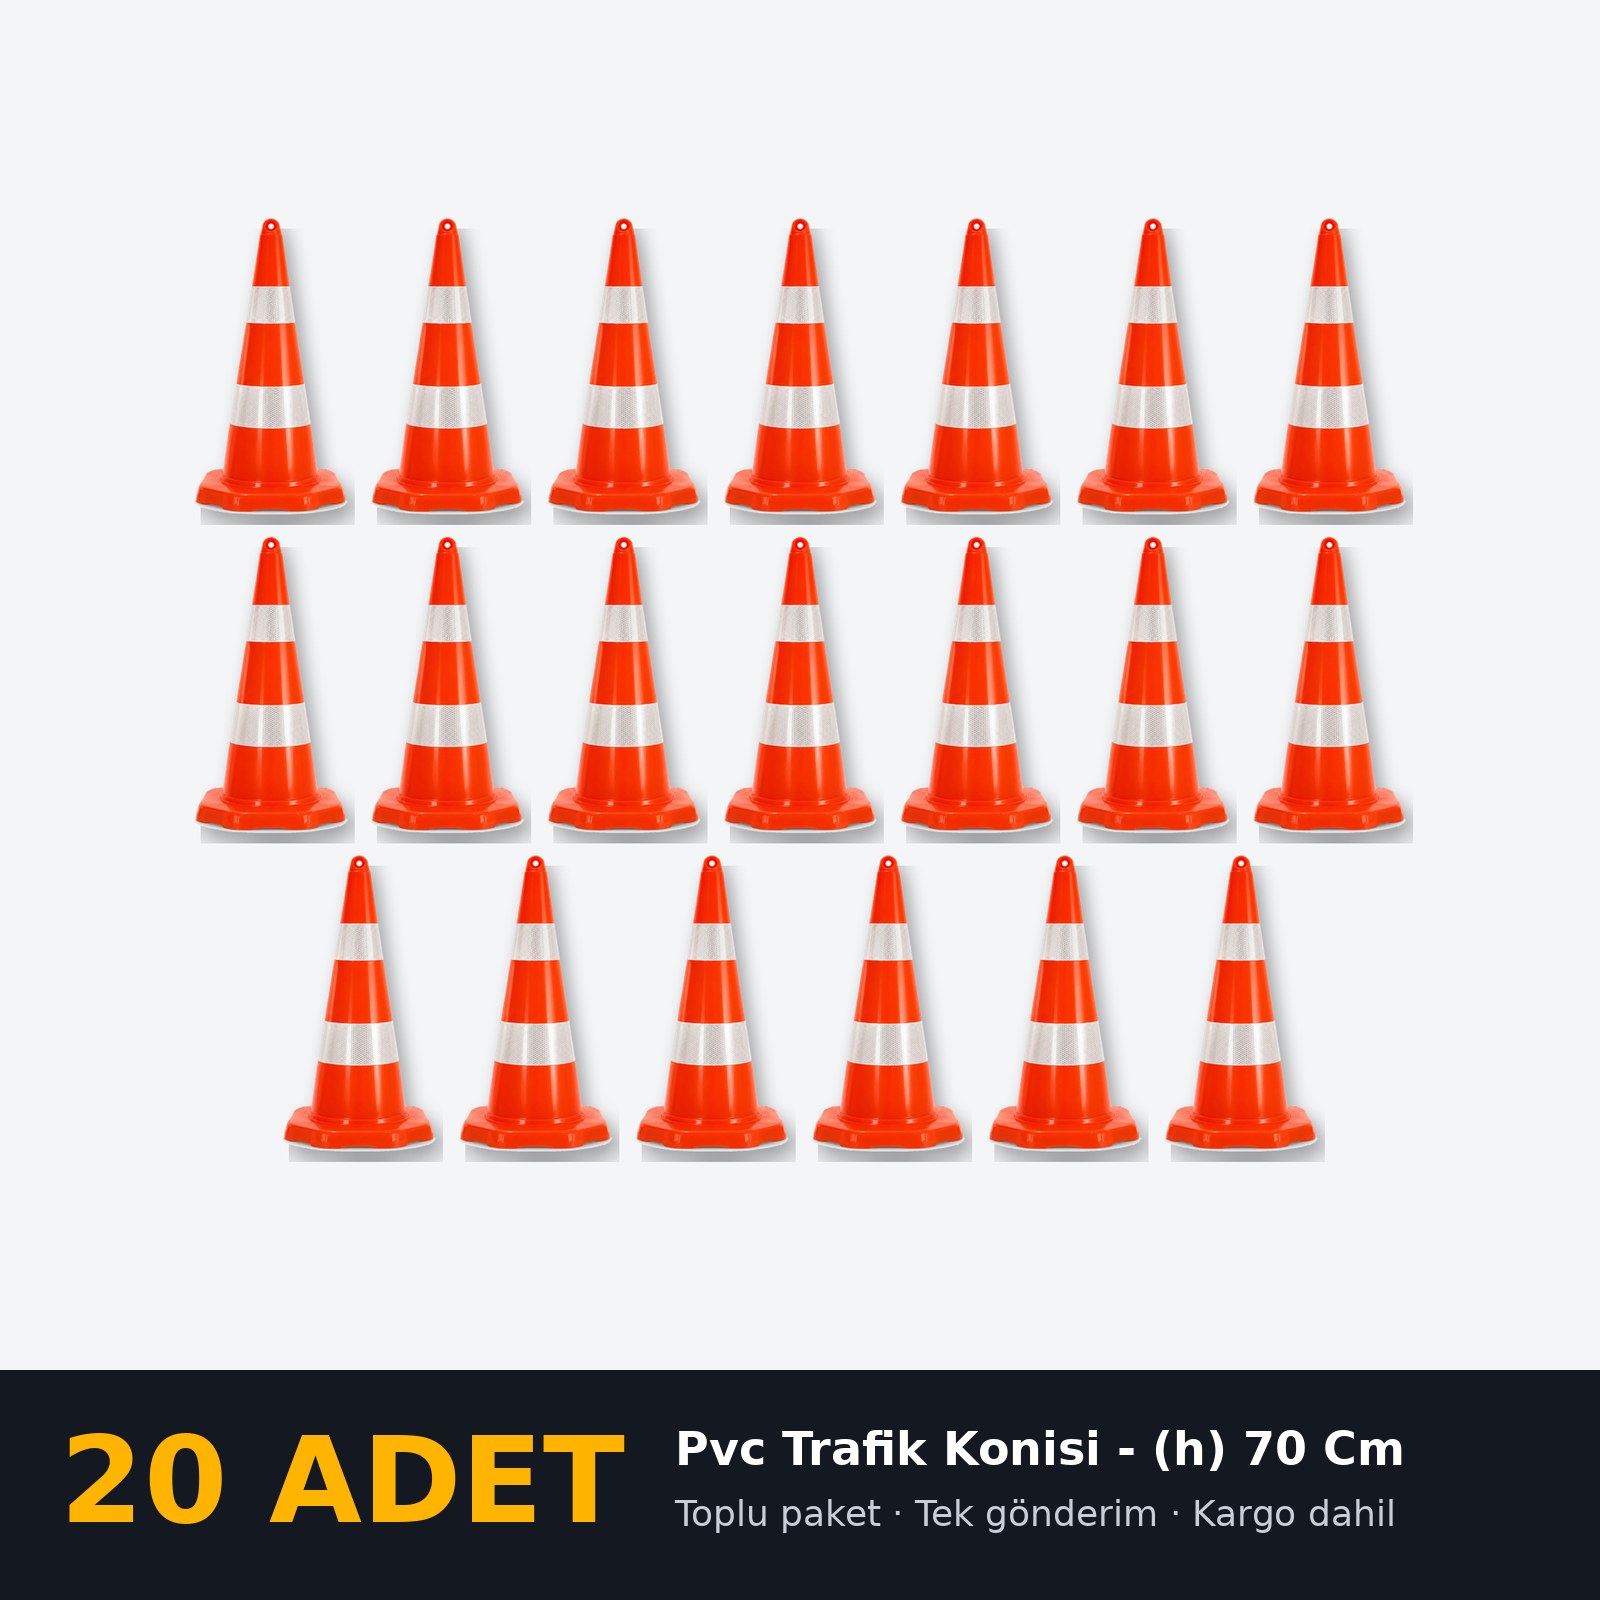 20 ADET
Pvc Trafik Konisi - (h) 70 Cm
Toplu paket · Tek gönderim · Kargo dahil